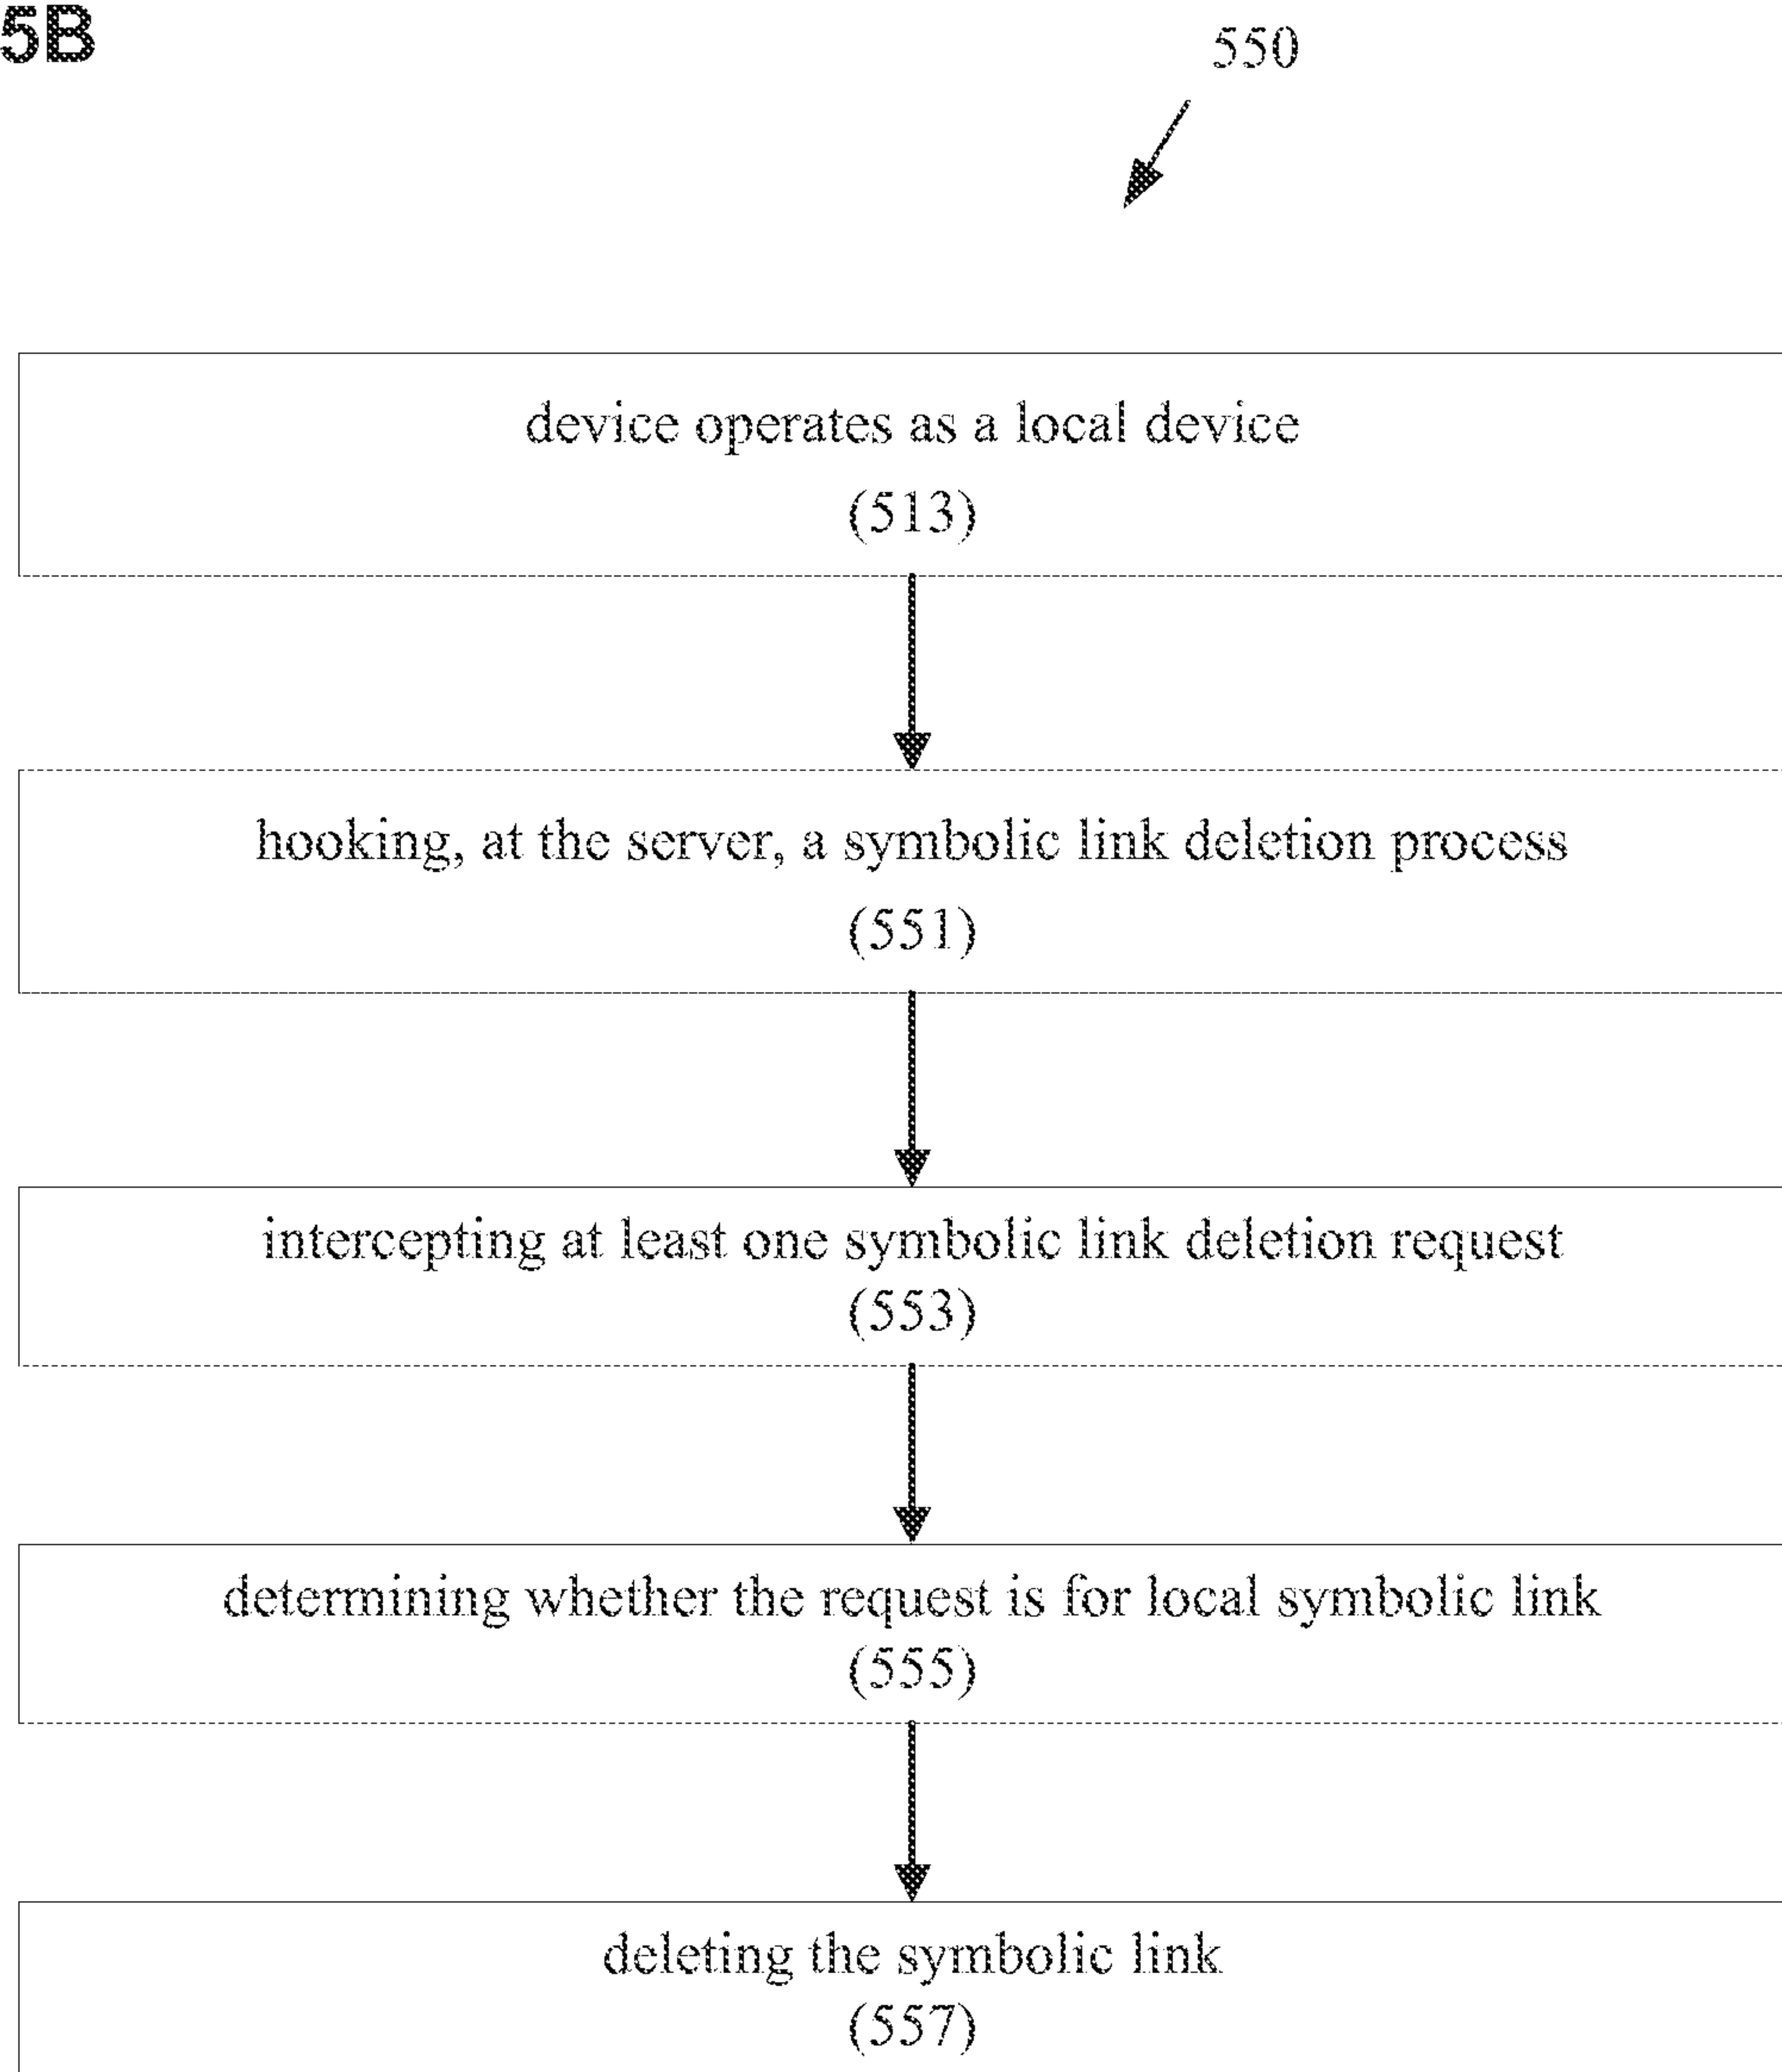 5B
550
device operates as a local device
(513)
hooking, at the server, a symbolic link deletion process
(551)
intercepting at least one symbolic link deletion request
(553)
determining whether the request is for local symbolic link
(555)
deleting the symbolic link
(557)